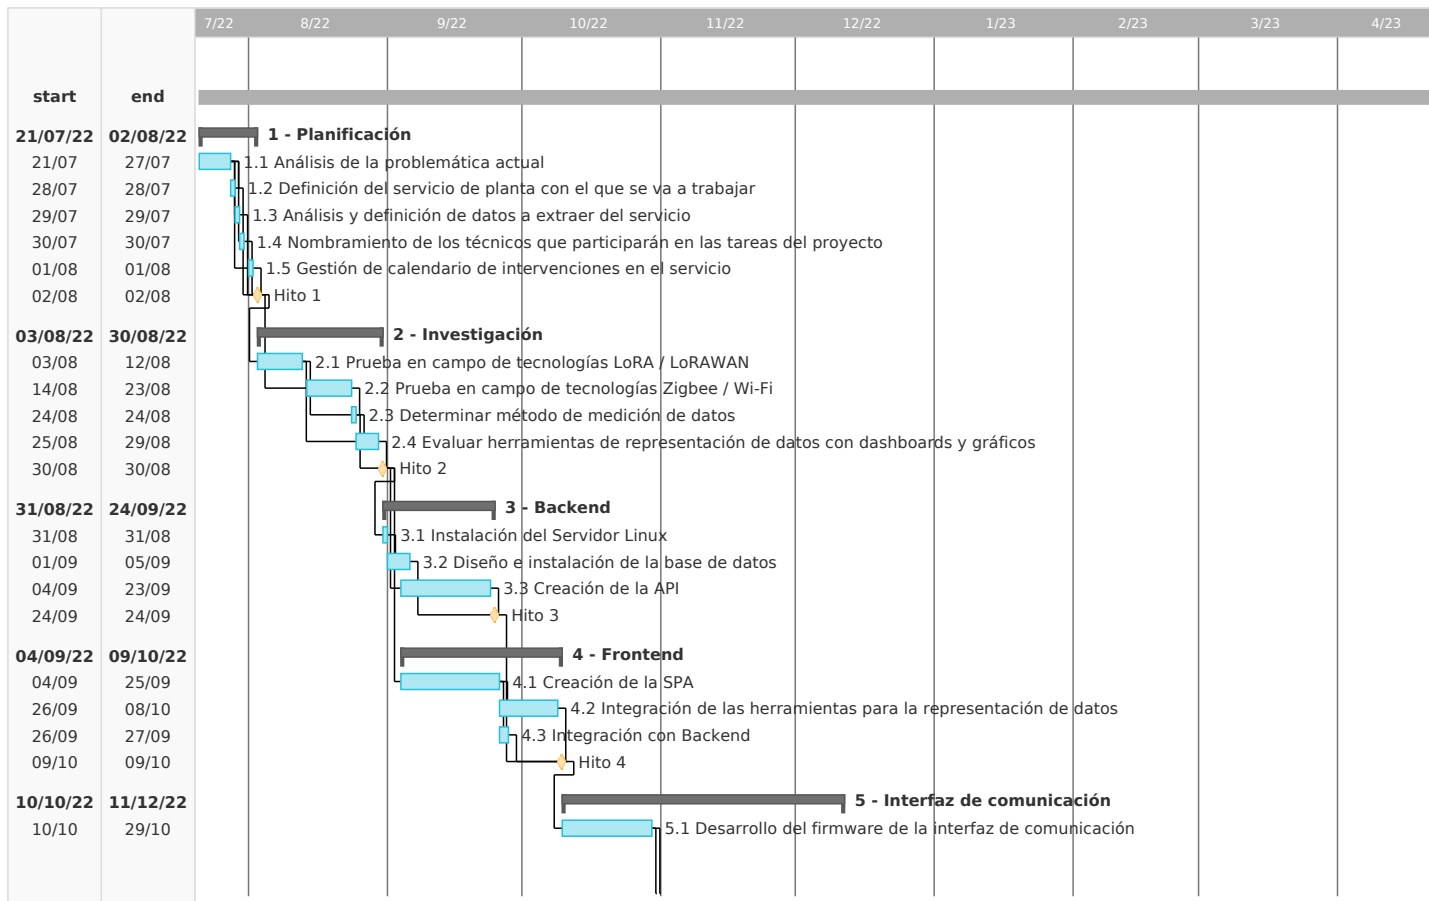 7/22 8/22 9/22 10/22 11/22 12/22 1/23 2/23 3/23 4/23
start end
21/07/22 02/08/22 1 - Planificación
21/07 27/07 1.1 Análisis de la problemática actual
28/07 28/07 1.2 Definición del servicio de planta con el que se va a trabajar
29/07 29/07 1.3 Análisis y definición de datos a extraer del servicio
30/07 30/07 1.4 Nombramiento de los técnicos que participarán en las tareas del proyecto
01/08 01/08 1.5 Gestión de calendario de intervenciones en el servicio
02/08 02/08 Hito 1
03/08/22 30/08/22 2 - Investigación
03/08 12/08 2.1 Prueba en campo de tecnologías LoRA / LoRAWAN
14/08 23/08 2.2 Prueba en campo de tecnologías Zigbee / Wi-Fi
24/08 24/08 2.3 Determinar método de medición de datos
25/08 29/08 2.4 Evaluar herramientas de representación de datos con dashboards y gráficos
30/08 30/08 Hito 2
31/08/22 24/09/22 3 - Backend
31/08 31/08 3.1 Instalación del Servidor Linux
01/09 05/09 3.2 Diseño e instalación de la base de datos
04/09 23/09 3.3 Creación de la API
24/09 24/09 Hito 3
04/09/22 09/10/22 4 - Frontend
04/09 25/09 4.1 Creación de la SPA
26/09 08/10 4.2 Integración de las herramientas para la representación de datos
26/09 27/09 4.3 Integración con Backend
09/10 09/10 Hito 4
10/10/22 11/12/22 5 - Interfaz de comunicación
10/10 29/10 5.1 Desarrollo del firmware de la interfaz de comunicación